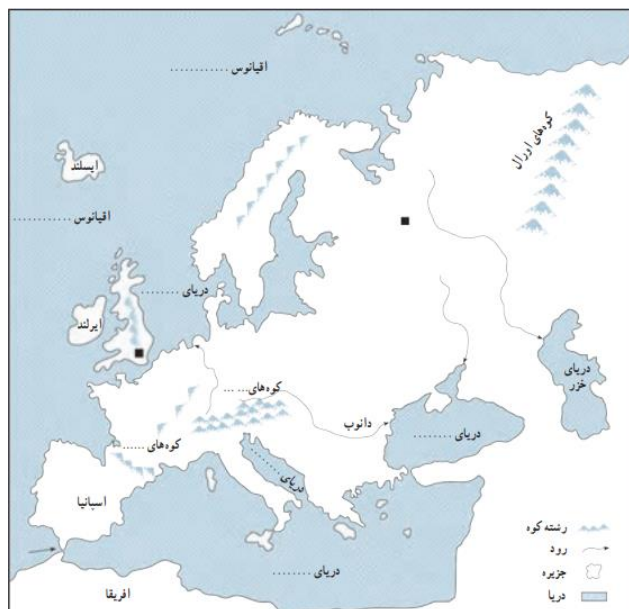 اقیانوس ............
کوه‌های اورال
ایسلند
اقیانوس ............
دریای .......
ایرلند
دریای
خزر
کوه‌های ... ...
دانوب
دریای ..........
کوه‌های ......
دریای ..........
اسپانیا
دریای ..........
افریقا
رشته کوه
رود
جزیره
دریا